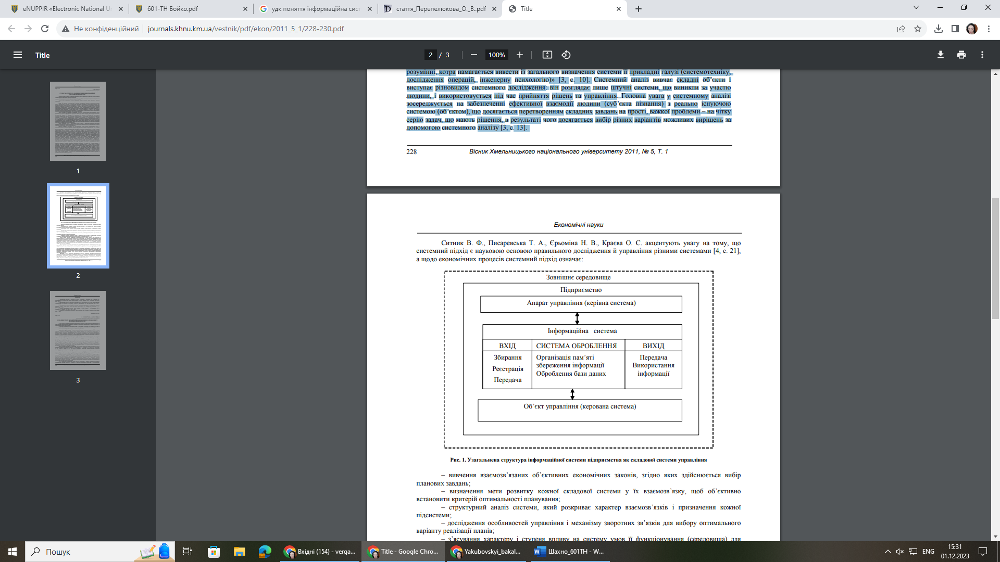 eNUPPIR «Electronic National Ur
601-ТН Бойко.pdf
удк поняття інформаційна сист
стаття_Перепелюкова_О._В..pdf
Title
Не конфіденційний
journals.khnu.km.ua/vestnik/pdf/ekon/2011_5_1/228-230.pdf
Title
2 / 3
100%
1
2
3
розумінні, котра намагається вивести із загального визначення системи її прикладні галузі (системотехніку,
дослідження операцій, інженерну психологію)» [3, с. 10]. Системний аналіз вивчає складні об’єкти і
виступає різновидом системного дослідження: він розглядає лише штучні системи, що виникли за участю
людини, і використовується під час прийняття рішень та управління. Головна увага у системному аналізі
зосереджується на забезпеченні ефективної взаємодії людини (суб’єкта пізнання) з реально існуючою
системою (об’єктом), що досягається перетворенням складних завдань на прості, важкої проблеми – на чітку
серію задач, що мають рішення, в результаті чого досягається вибір різних варіантів можливих вирішень за
допомогою системного аналізу [3, с. 13].
228
Вісник Хмельницького національного університету 2011, № 5, Т. 1
Економічні науки
Ситник В. Ф., Писаревська Т. А., Єрьоміна Н. В., Краєва О. С. акцентують увагу на тому, що
системний підхід є науковою основою правильного дослідження й управління різними системами [4, с. 21],
а щодо економічних процесів системний підхід означає:
Зовнішнє середовище
Підприємство
Апарат управління (керівна система)
Інформаційна система
ВХІД
СИСТЕМА ОБРОБЛЕННЯ
ВИХІД
Збирання
Реєстрація
Передача
Організація пам’яті
збереження інформації
Оброблення бази даних
Передача
Використання
інформації
Об’єкт управління (керована система)
Рис. 1. Узагальнена структура інформаційної системи підприємства як складової системи управління
– вивчення взаємозв’язаних об’єктивних економічних законів, згідно яких здійснюється вибір
планових завдань;
– визначення мети розвитку кожної складової системи у їх взаємозв’язку, щоб об’єктивно
встановити критерій оптимальності планування;
– структурний аналіз системи, який розкриває характер взаємозв’язків і призначення кожної
підсистеми;
– дослідження особливостей управління і механізму зворотних зв’язків для вибору оптимального
варіанту реалізації планів;
– з’ясування характеру і ступеня впливу на систему умов її функціонування (середовища) для
Пошук
Вхідні (154) - verga...
Title - Google Chro...
Yakubovskyi_bakal...
Шахно_601ТН - W...
ENG
15:31
01.12.2023